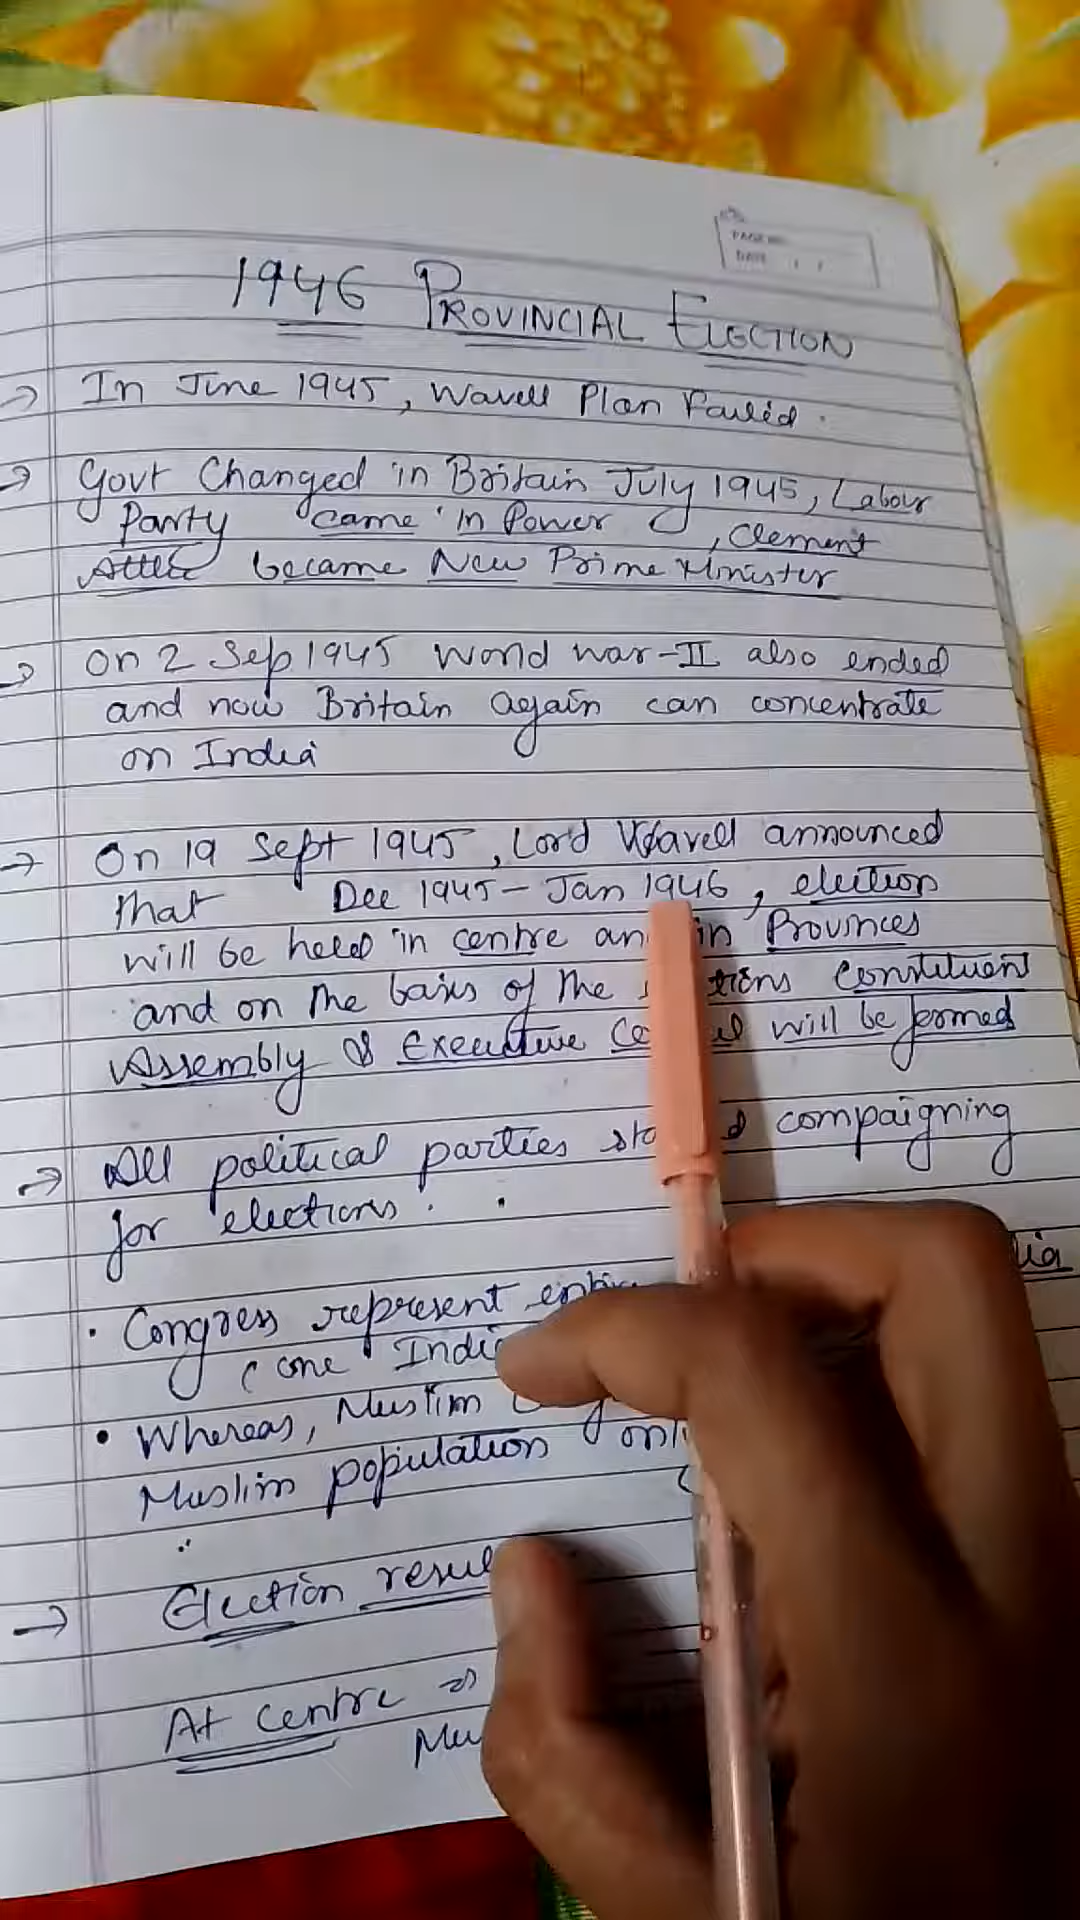 PAGE NO.
DATE / /
1946 PROVINCIAL ELECTION
→ In June 1945, Wavell Plan Failed.
→ Govt Changed in Britain July 1945, Labour
Party came in Power, Clement
Attlee became New Prime Minister
→ On 2 Sep 1945 World war-II also ended
and now Britain again can concentrate
on India
→ On 19 Sept 1945, Lord Wavell announced
that Dec 1945 - Jan 1946, election
will be held in centre in Provinces
and on the basis of the Constituent
Assembly & Executive will be formed
→ All political parties compaigning
for elections.
• Congress represent
(one
• Whereas, Muslim
Muslim population
→ Election
At centre ⇒